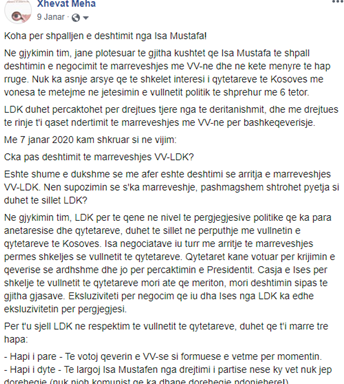 Xhevat Meha
9 Janar
Koha per shpalljen e deshtimit nga Isa Mustafa!
Ne gjykimin tim, jane plotesuar te gjitha kushtet qe Isa Mustafa te shpall
deshtimin e negocimit te marreveshjes me VV-ne dhe ne kete menyre te hap
rruge. Nuk ka asnje arsye qe te shkelet interesi i qytetareve te Kosoves me
vonesa te metejme ne jetesimin e vullnetit politik te shprehur me 6 tetor.
LDK duhet percaktohet per drejtues tjere nga te deritanishmit, dhe me drejtues
te rinje t'i qaset ndertimit te marreveshjes me VV-ne per bashkeqeverisje.
Me 7 janar 2020 kam shkruar si ne vijim:
Cka pas deshtimit te marreveshjes VV-LDK?
Eshte shume e dukshme se me afer eshte deshtimi se arritja e marreveshjes
VV-LDK. Nen supozimin se s'ka marreveshje, pashmagshem shtrohet pyetja si
duhet te sillet LDK?
Ne gjykimin tim, LDK per te qene ne nivel te pergjegjesive politike qe ka para
anetaresise dhe qytetareve, duhet te sillet ne perputhje me vullnetin e
qytetareve te Kosoves. Isa negociatave iu turr me arritje te marreveshjes
permes shkeljes se vullnetit te qytetareve. Qytetaret kane votuar per krijimin e
qeverise se ardhshme dhe jo per percaktimin e Presidentit. Casja e Ises per
shkelje te vullnetit te qytetareve mori ate qe meriton, mori deshtimin sipas te
gjitha gjasave. Ekskluziviteti per negocim qe iu dha Ises nga LDK ka edhe
ekskluzivitetin per pergjegjesi.
Per t'u sjell LDK ne respektim te vullnetit te qytetareve, duhet qe t'i marre tre
hapa:
- Hapi i pare - Te votoj qeverin e VV-se si formuese e vetme per momentin.
- Hapi i dyte - Te largoj Isa Mustafen nga drejtimi i partise nese ky vet nuk jep
doreheqje (nuk njoh komunist qe ka dhane doreheqje ndonjehere!)